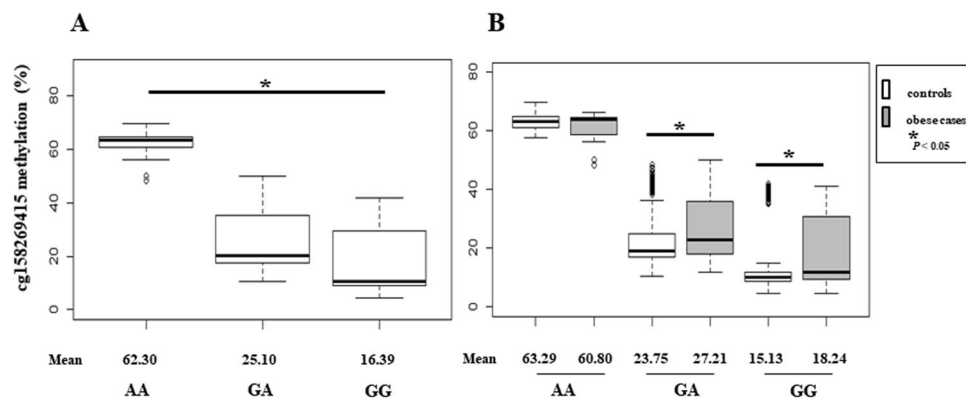 A
B
cg158269415 methylation (%)
80
60
40
20
0
*
80
60
40
20
0
*
*
controls
obese cases
*
P < 0.05
Mean 62.30 25.10 16.39
AA GA GG
Mean 63.29 60.80 23.75 27.21 15.13 18.24
AA GA GG